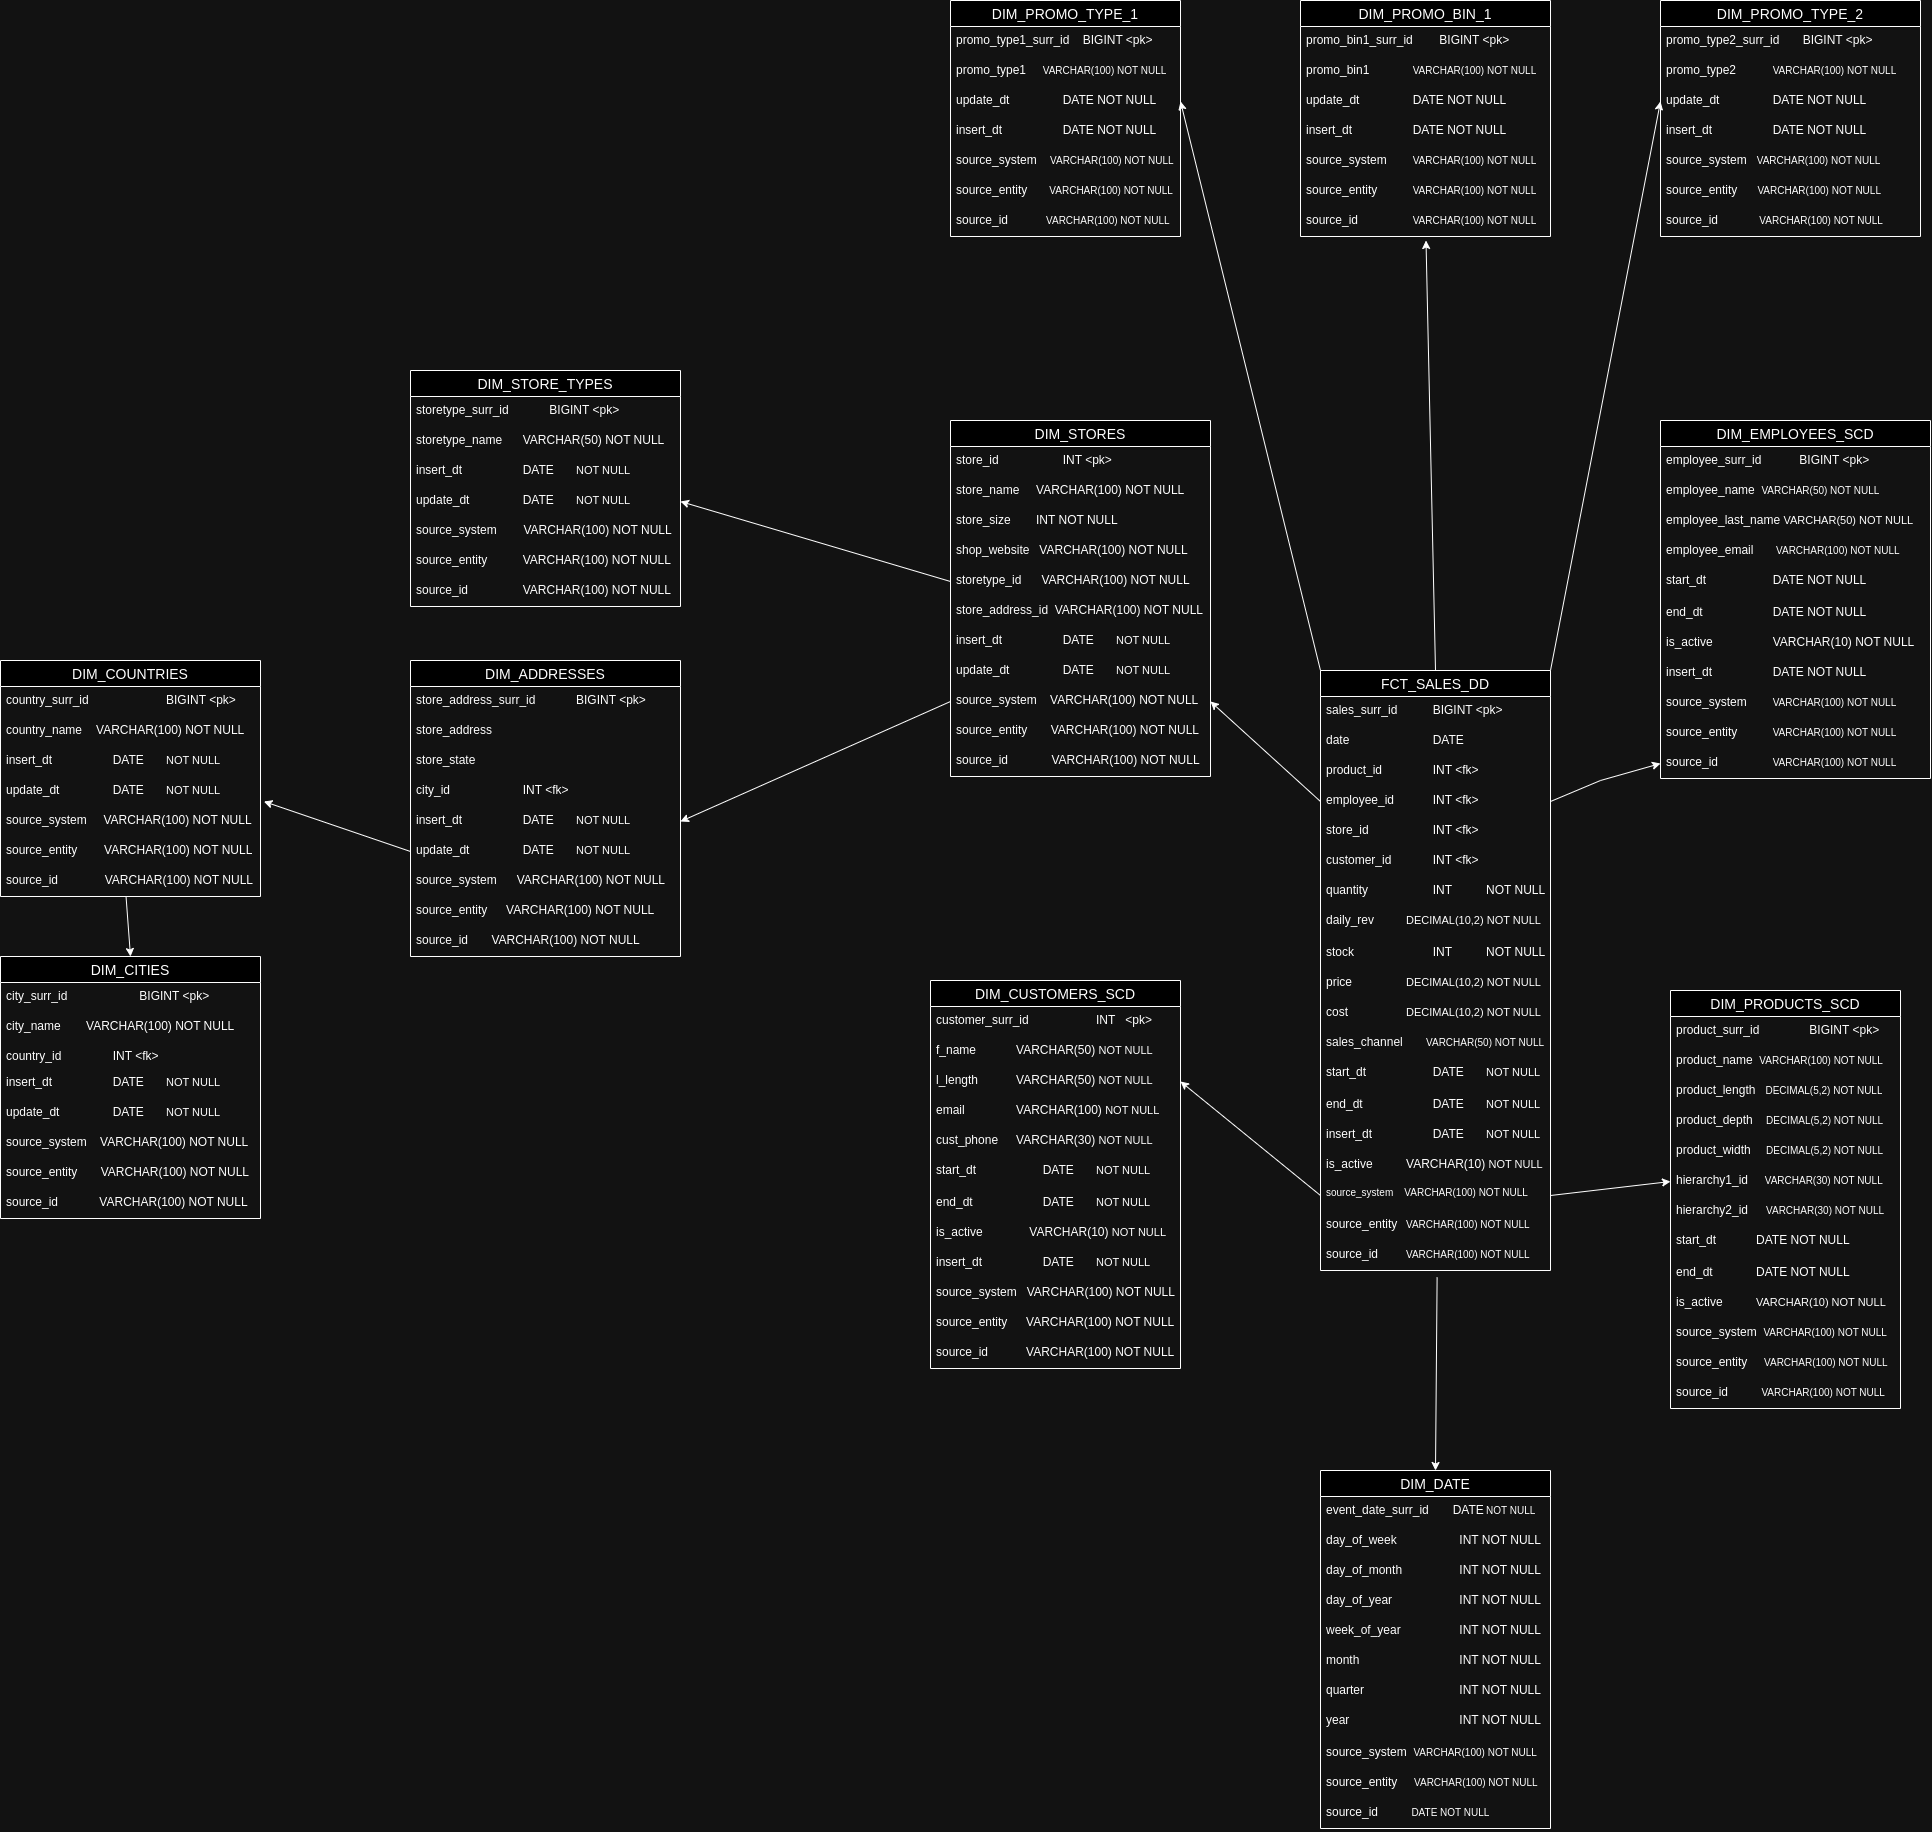 DIM_PROMO_TYPE_1
promo_type1_surr_id BIGINT <pk>
promo_type1 VARCHAR(100) NOT NULL
update_dt DATE NOT NULL
insert_dt DATE NOT NULL
source_system VARCHAR(100) NOT NULL
source_entity VARCHAR(100) NOT NULL
source_id VARCHAR(100) NOT NULL
DIM_PROMO_BIN_1
promo_bin1_surr_id BIGINT <pk>
promo_bin1 VARCHAR(100) NOT NULL
update_dt DATE NOT NULL
insert_dt DATE NOT NULL
source_system VARCHAR(100) NOT NULL
source_entity VARCHAR(100) NOT NULL
source_id VARCHAR(100) NOT NULL
DIM_PROMO_TYPE_2
promo_type2_surr_id BIGINT <pk>
promo_type2 VARCHAR(100) NOT NULL
update_dt DATE NOT NULL
insert_dt DATE NOT NULL
source_system VARCHAR(100) NOT NULL
source_entity VARCHAR(100) NOT NULL
source_id VARCHAR(100) NOT NULL
DIM_STORE_TYPES
storetype_surr_id BIGINT <pk>
storetype_name VARCHAR(50) NOT NULL
insert_dt DATE NOT NULL
update_dt DATE NOT NULL
source_system VARCHAR(100) NOT NULL
source_entity VARCHAR(100) NOT NULL
source_id VARCHAR(100) NOT NULL
DIM_STORES
store_id INT <pk>
store_name VARCHAR(100) NOT NULL
store_size INT NOT NULL
shop_website VARCHAR(100) NOT NULL
storetype_id VARCHAR(100) NOT NULL
store_address_id VARCHAR(100) NOT NULL
insert_dt DATE NOT NULL
update_dt DATE NOT NULL
source_system VARCHAR(100) NOT NULL
source_entity VARCHAR(100) NOT NULL
source_id VARCHAR(100) NOT NULL
DIM_EMPLOYEES_SCD
employee_surr_id BIGINT <pk>
employee_name VARCHAR(50) NOT NULL
employee_last_name VARCHAR(50) NOT NULL
employee_email VARCHAR(100) NOT NULL
start_dt DATE NOT NULL
end_dt DATE NOT NULL
is_active VARCHAR(10) NOT NULL
insert_dt DATE NOT NULL
source_system VARCHAR(100) NOT NULL
source_entity VARCHAR(100) NOT NULL
source_id VARCHAR(100) NOT NULL
DIM_COUNTRIES
country_surr_id BIGINT <pk>
country_name VARCHAR(100) NOT NULL
insert_dt DATE NOT NULL
update_dt DATE NOT NULL
source_system VARCHAR(100) NOT NULL
source_entity VARCHAR(100) NOT NULL
source_id VARCHAR(100) NOT NULL
DIM_ADDRESSES
store_address_surr_id BIGINT <pk>
store_address
store_state
city_id INT <fk>
insert_dt DATE NOT NULL
update_dt DATE NOT NULL
source_system VARCHAR(100) NOT NULL
source_entity VARCHAR(100) NOT NULL
source_id VARCHAR(100) NOT NULL
FCT_SALES_DD
sales_surr_id BIGINT <pk>
date DATE
product_id INT <fk>
employee_id INT <fk>
store_id INT <fk>
customer_id INT <fk>
quantity INT NOT NULL
daily_rev DECIMAL(10,2) NOT NULL
stock INT NOT NULL
price DECIMAL(10,2) NOT NULL
cost DECIMAL(10,2) NOT NULL
sales_channel VARCHAR(50) NOT NULL
start_dt DATE NOT NULL
end_dt DATE NOT NULL
insert_dt DATE NOT NULL
is_active VARCHAR(10) NOT NULL
source_system VARCHAR(100) NOT NULL
source_entity VARCHAR(100) NOT NULL
source_id VARCHAR(100) NOT NULL
DIM_CITIES
city_surr_id BIGINT <pk>
city_name VARCHAR(100) NOT NULL
country_id INT <fk>
insert_dt DATE NOT NULL
update_dt DATE NOT NULL
source_system VARCHAR(100) NOT NULL
source_entity VARCHAR(100) NOT NULL
source_id VARCHAR(100) NOT NULL
DIM_CUSTOMERS_SCD
customer_surr_id INT <pk>
f_name VARCHAR(50) NOT NULL
l_length VARCHAR(50) NOT NULL
email VARCHAR(100) NOT NULL
cust_phone VARCHAR(30) NOT NULL
start_dt DATE NOT NULL
end_dt DATE NOT NULL
is_active VARCHAR(10) NOT NULL
insert_dt DATE NOT NULL
source_system VARCHAR(100) NOT NULL
source_entity VARCHAR(100) NOT NULL
source_id VARCHAR(100) NOT NULL
DIM_PRODUCTS_SCD
product_surr_id BIGINT <pk>
product_name VARCHAR(100) NOT NULL
product_length DECIMAL(5,2) NOT NULL
product_depth DECIMAL(5,2) NOT NULL
product_width DECIMAL(5,2) NOT NULL
hierarchy1_id VARCHAR(30) NOT NULL
hierarchy2_id VARCHAR(30) NOT NULL
start_dt DATE NOT NULL
end_dt DATE NOT NULL
is_active VARCHAR(10) NOT NULL
source_system VARCHAR(100) NOT NULL
source_entity VARCHAR(100) NOT NULL
source_id VARCHAR(100) NOT NULL
DIM_DATE
event_date_surr_id DATE NOT NULL
day_of_week INT NOT NULL
day_of_month INT NOT NULL
day_of_year INT NOT NULL
week_of_year INT NOT NULL
month INT NOT NULL
quarter INT NOT NULL
year INT NOT NULL
source_system VARCHAR(100) NOT NULL
source_entity VARCHAR(100) NOT NULL
source_id DATE NOT NULL